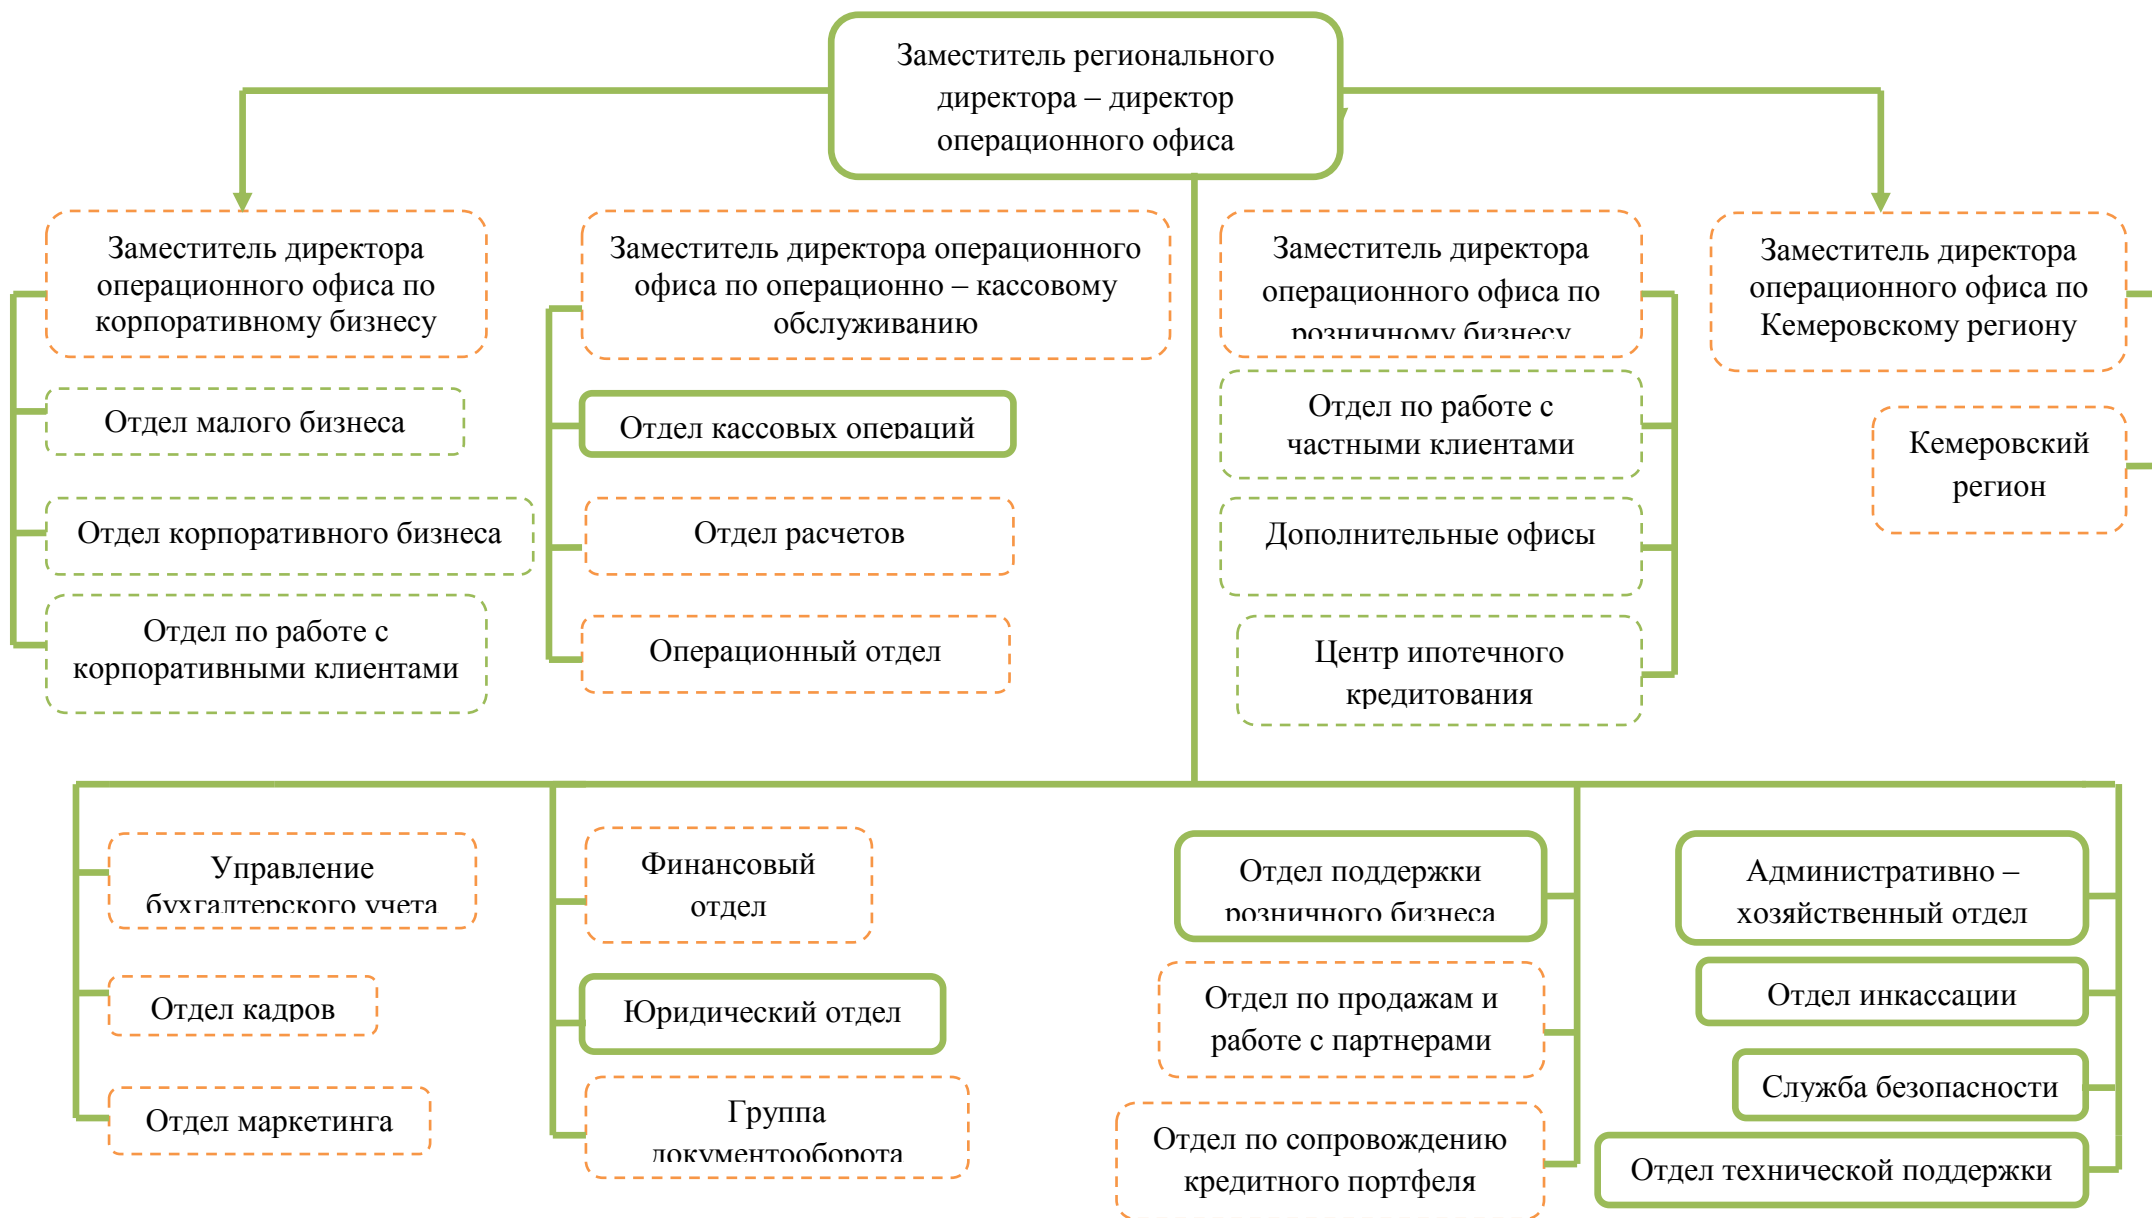 Заместитель регионального
директора – директор
операционного офиса
Заместитель директора
операционного офиса по
корпоративному бизнесу
Заместитель директора операционного
офиса по операционно – кассовому
обслуживанию
Заместитель директора
операционного офиса по
розничному бизнесу
Заместитель директора
операционного офиса по
Кемеровскому региону
Отдел малого бизнеса
Отдел корпоративного бизнеса
Отдел по работе с
корпоративными клиентами
Отдел кассовых операций
Отдел расчетов
Операционный отдел
Отдел по работе с
частными клиентами
Дополнительные офисы
Центр ипотечного
кредитования
Кемеровский
регион
Управление
бухгалтерского учета
Отдел кадров
Отдел маркетинга
Финансовый
отдел
Юридический отдел
Группа
документооборота
Отдел поддержки
розничного бизнеса
Отдел по продажам и
работе с партнерами
Отдел по сопровождению
кредитного портфеля
Административно –
хозяйственный отдел
Отдел инкассации
Служба безопасности
Отдел технической поддержки